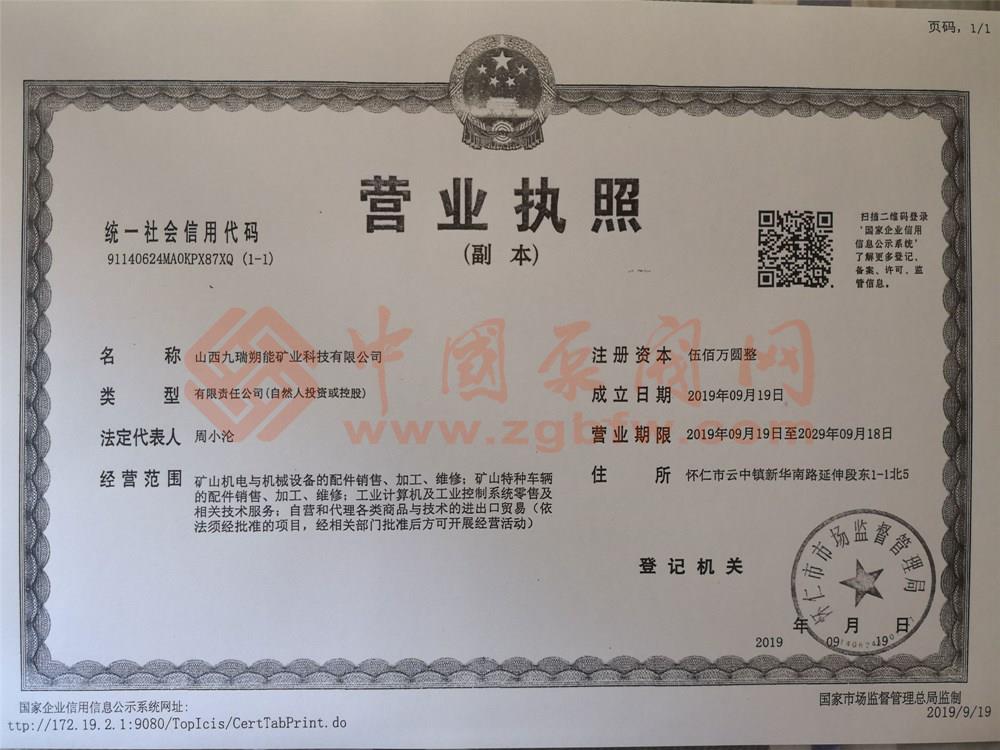 页码，1/1
营业执照
(副 本)
统一社会信用代码
91140624MA0KPX87XQ (1-1)
扫描二维码登录
‘国家企业信用
信息公示系统’
了解更多登记、
备案、许可、监
管信息。
中国泵阀网
www.zgbfw.com
名 称 山西九瑞朔能矿业科技有限公司
类 型 有限责任公司(自然人投资或控股)
法定代表人 周小沦
经营范围 矿山机电与机械设备的配件销售、加工、维修；矿山特种车辆
的配件销售、加工、维修；工业计算机及工业控制系统零售及
相关技术服务；自营和代理各类商品与技术的进出口贸易（依
法须经批准的项目，经相关部门批准后方可开展经营活动）
注册资本 伍佰万圆整
成立日期 2019年09月19日
营业期限 2019年09月19日至2029年09月18日
住 所 怀仁市云中镇新华南路延伸段东1-1北5
登记机关
怀仁市市场监督管理局
年 月 日
2019 09 19
国家企业信用信息公示系统网址:
ttp://172.19.2.1:9080/TopIcis/CertTabPrint.do
国家市场监督管理总局监制
2019/9/19